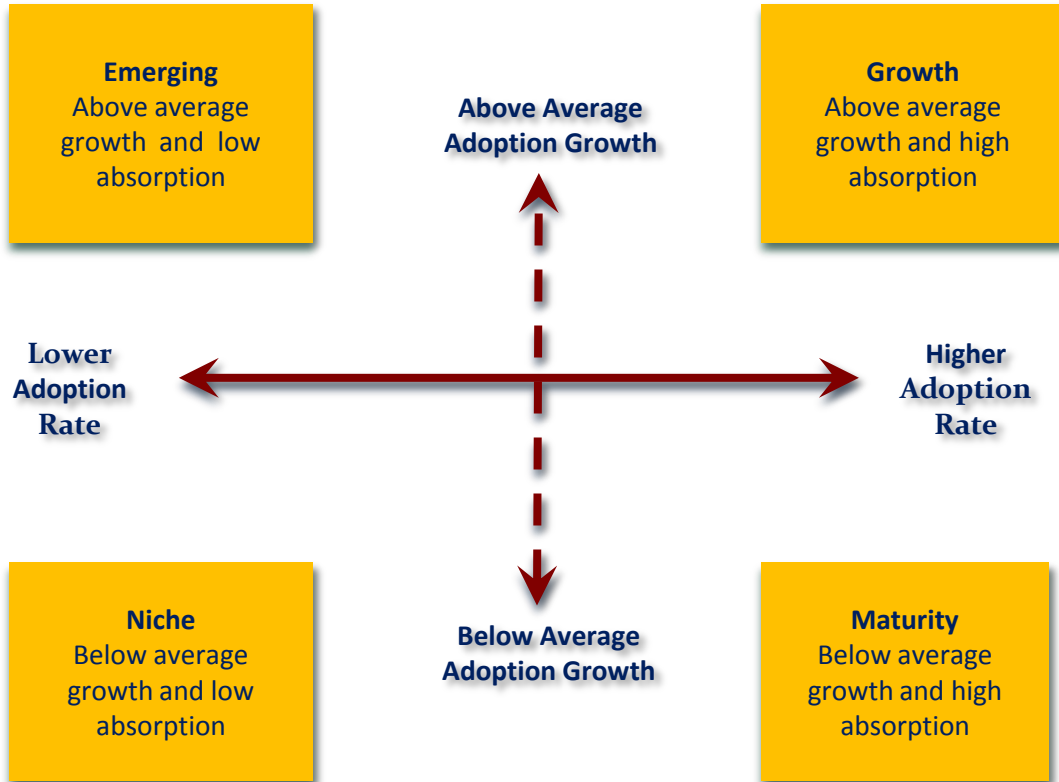 Emerging
Above average
growth and low
absorption
Above Average
Adoption Growth
Growth
Above average
growth and high
absorption
Lower
Adoption
Rate
Higher
Adoption
Rate
Niche
Below average
growth and low
absorption
Below Average
Adoption Growth
Maturity
Below average
growth and high
absorption